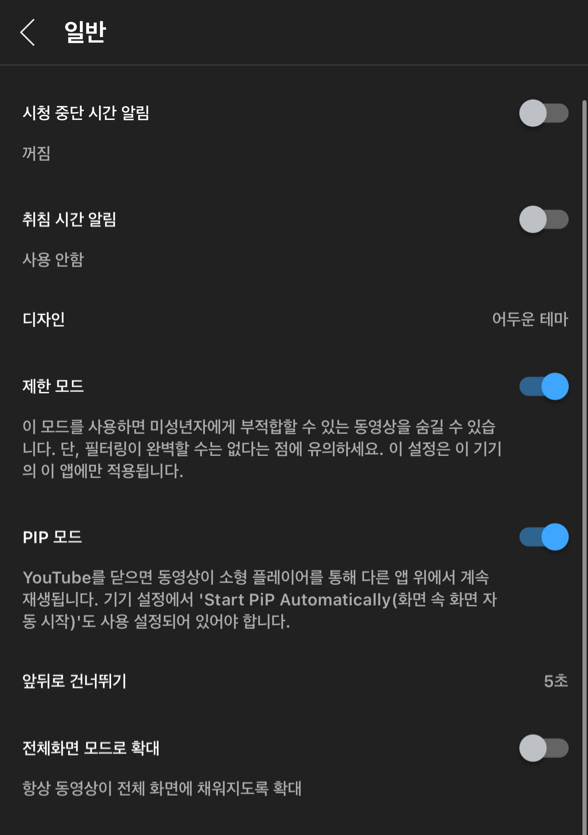 일반
시청 중단 시간 알림
꺼짐
취침 시간 알림
사용 안함
디자인
어두운 테마
제한 모드
이 모드를 사용하면 미성년자에게 부적합할 수 있는 동영상을 숨길 수 있습
니다. 단, 필터링이 완벽할 수는 없다는 점에 유의하세요. 이 설정은 이 기기
의 이 앱에만 적용됩니다.
PIP 모드
YouTube를 닫으면 동영상이 소형 플레이어를 통해 다른 앱 위에서 계속
재생됩니다. 기기 설정에서 'Start PiP Automatically(화면 속 화면 자
동 시작)'도 사용 설정되어 있어야 합니다.
앞뒤로 건너뛰기
5초
전체화면 모드로 확대
항상 동영상이 전체 화면에 채워지도록 확대